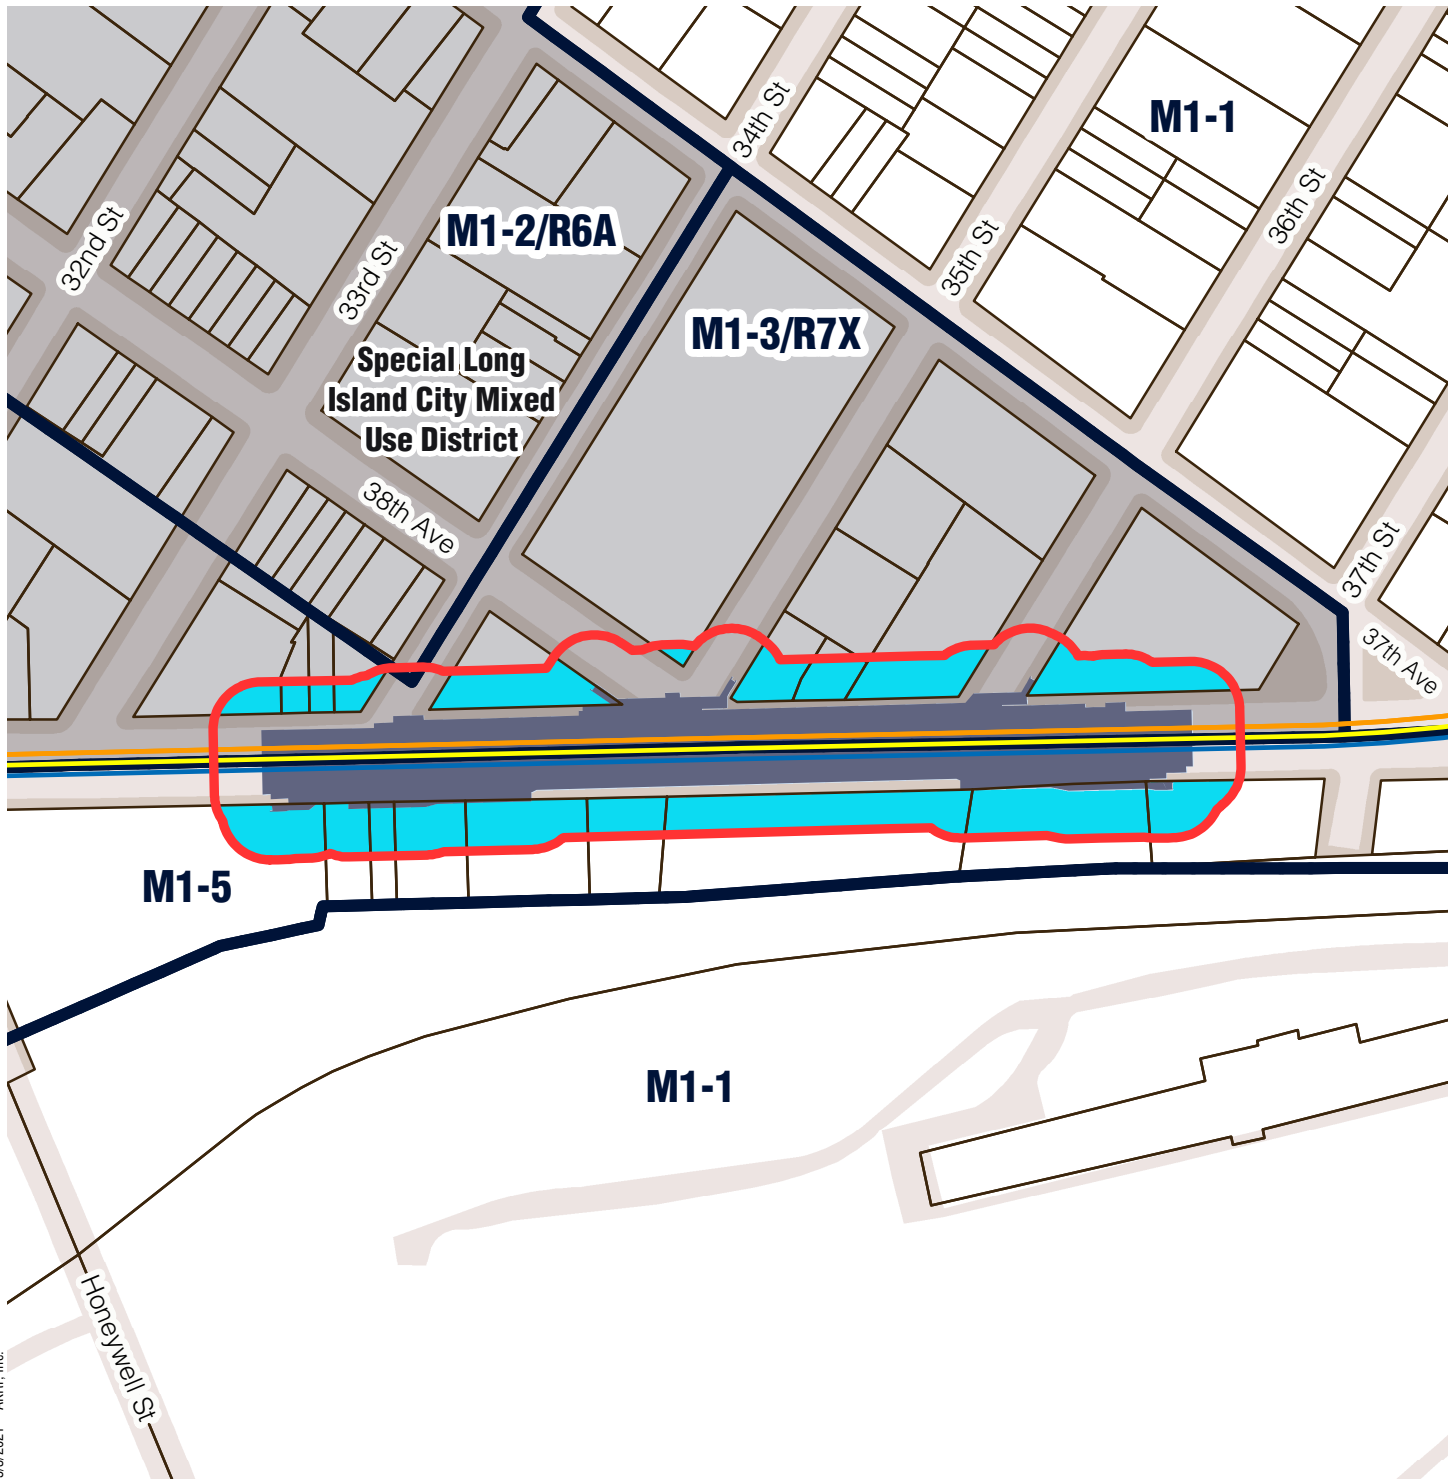 M1-1
34th St
36th St
M1-2/R6A
32nd St
35th St
33rd St
M1-3/R7X
Special Long
Island City Mixed
Use District
38th Ave
37th St
37th Ave
M1-5
M1-1
Honeywell St